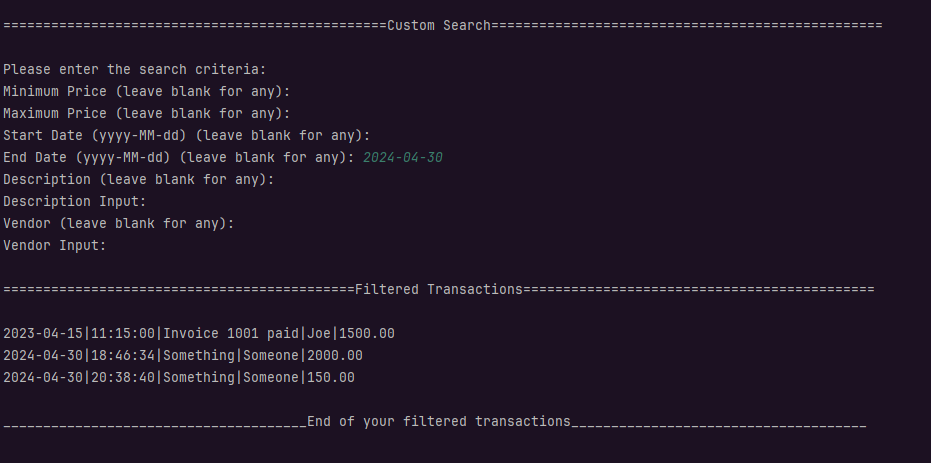 ================================================Custom Search=================================================
Please enter the search criteria:
Minimum Price (leave blank for any):
Maximum Price (leave blank for any):
Start Date (yyyy-MM-dd) (leave blank for any):
End Date (yyyy-MM-dd) (leave blank for any): 2024-04-30
Description (leave blank for any):
Description Input:
Vendor (leave blank for any):
Vendor Input:
============================================Filtered Transactions============================================
2023-04-15|11:15:00|Invoice 1001 paid|Joe|1500.00
2024-04-30|18:46:34|Something|Someone|2000.00
2024-04-30|20:38:40|Something|Someone|150.00
______________________________________End of your filtered transactions_____________________________________